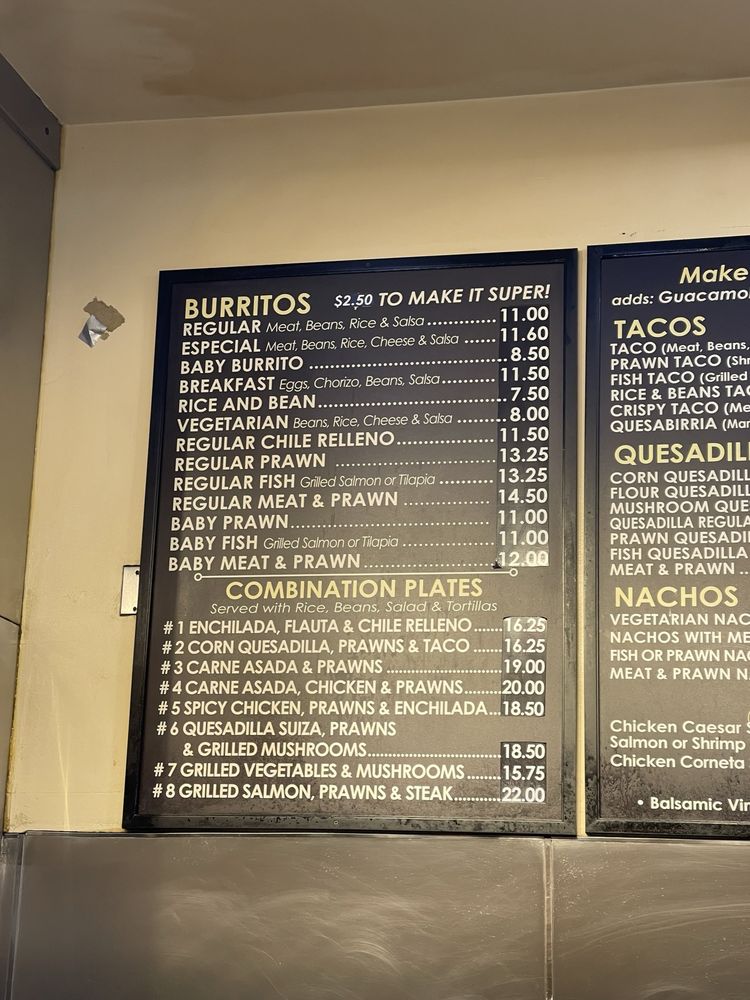 BURRITOS $2.50 TO MAKE IT SUPER!
REGULAR Meat, Beans, Rice & Salsa ............ 11.00
ESPECIAL Meat, Beans, Rice, Cheese & Salsa ...... 11.60
BABY BURRITO ........................................ 8.50
BREAKFAST Eggs, Chorizo, Beans, Salsa ........... 11.50
RICE AND BEAN ..................................... 7.50
VEGETARIAN Beans, Rice, Cheese & Salsa ......... 8.00
REGULAR CHILE RELLENO ................... 11.50
REGULAR PRAWN ............................... 13.25
REGULAR FISH Grilled Salmon or Tilapia .......... 13.25
REGULAR MEAT & PRAWN ................. 14.50
BABY PRAWN ...................................... 11.00
BABY FISH Grilled Salmon or Tilapia ................. 11.00
BABY MEAT & PRAWN ......................... 12.00
COMBINATION PLATES
Served with Rice, Beans, Salad & Tortillas
#1 ENCHILADA, FLAUTA & CHILE RELLENO ...... 16.25
#2 CORN QUESADILLA, PRAWNS & TACO ...... 16.25
#3 CARNE ASADA & PRAWNS ....................... 19.00
#4 CARNE ASADA, CHICKEN & PRAWNS ........ 20.00
#5 SPICY CHICKEN, PRAWNS & ENCHILADA ... 18.50
#6 QUESADILLA SUIZA, PRAWNS
& GRILLED MUSHROOMS ........................... 18.50
#7 GRILLED VEGETABLES & MUSHROOMS ....... 15.75
#8 GRILLED SALMON, PRAWNS & STEAK .......... 22.00
Make
adds: Guacamo
TACOS
TACO (Meat, Beans,
PRAWN TACO (Shr
FISH TACO (Grilled
RICE & BEANS TAC
CRISPY TACO (Me
QUESABIRRIA (Mar
QUESADILL
CORN QUESADILL
FLOUR QUESADILL
MUSHROOM QUE
QUESADILLA REGULA
PRAWN QUESADI
FISH QUESADILLA
MEAT & PRAWN ..
NACHOS
VEGETARIAN NAC
NACHOS WITH ME
FISH OR PRAWN NAC
MEAT & PRAWN NA
Chicken Caesar S
Salmon or Shrimp
Chicken Corneta
• Balsamic Vin